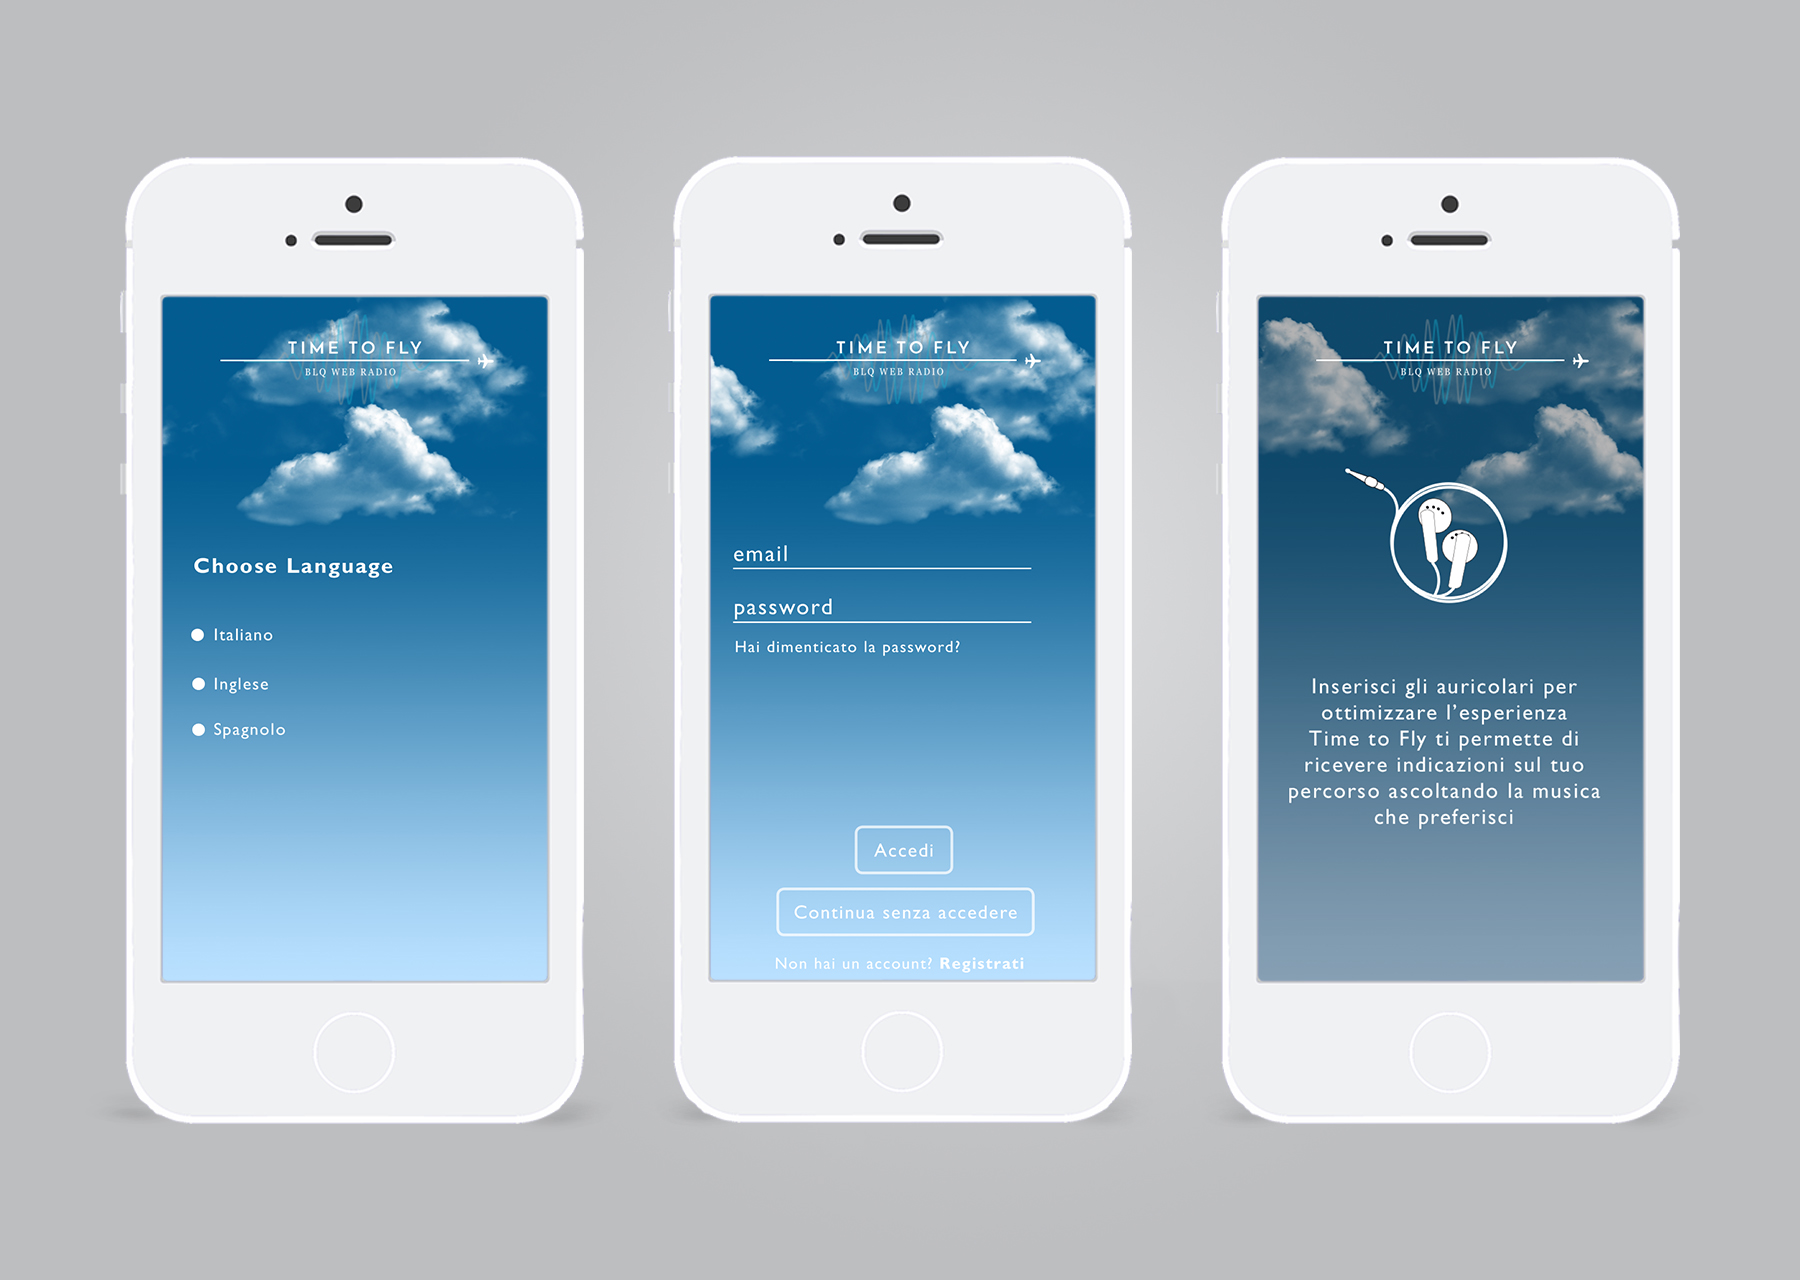 TIME TO FLY
BLQ WEB RADIO
Choose Language
Italiano
Inglese
Spagnolo
TIME TO FLY
BLQ WEB RADIO
email
password
Hai dimenticato la password?
Accedi
Continua senza accedere
Non hai un account? Registrati
TIME TO FLY
BLQ WEB RADIO
Inserisci gli auricolari per
ottimizzare l’esperienza
Time to Fly ti permette di
ricevere indicazioni sul tuo
percorso ascoltando la musica
che preferisci